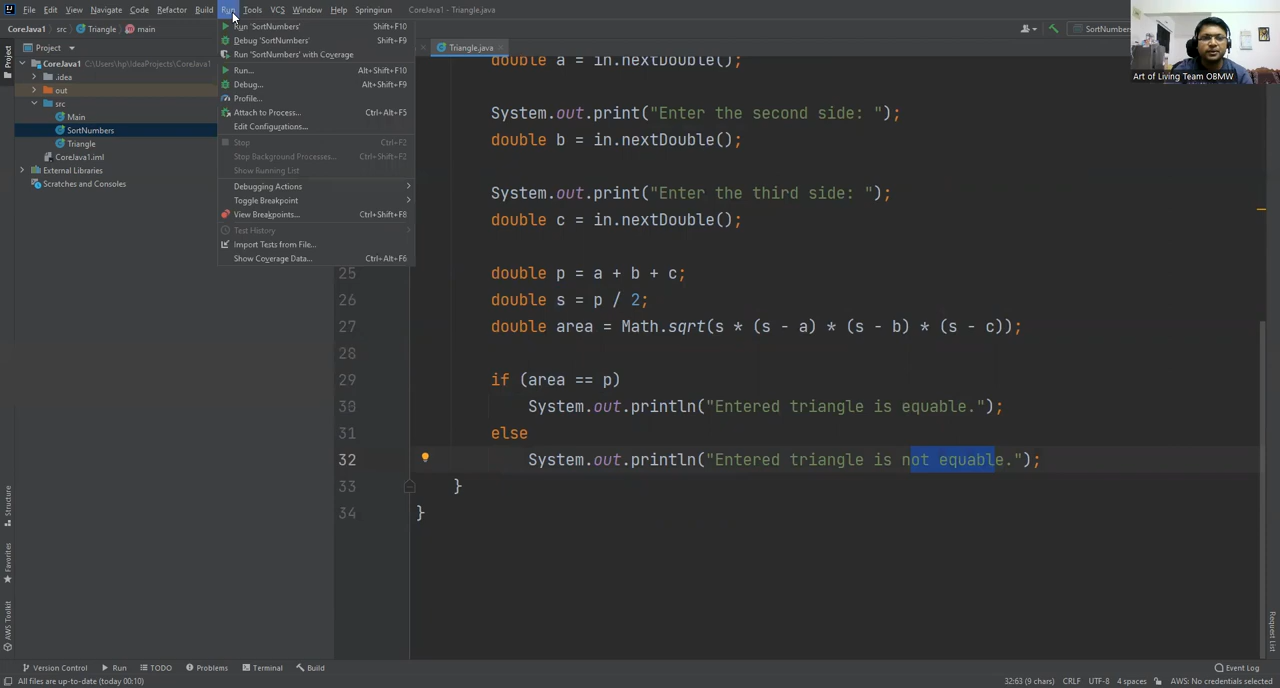 File Edit View Navigate Code Refactor Build Run Tools VCS Window Help Springirun CoreJava1 - Triangle.java
CoreJava1 src Triangle main SortNumbers
Project
Triangle.java
CoreJava1 C:\Users\hp\IdeaProjects\CoreJava1
.idea
out
src
Main
SortNumbers
Triangle
CoreJava1.iml
External Libraries
Scratches and Consoles
Run 'SortNumbers' Shift+F10
Debug 'SortNumbers' Shift+F9
Run 'SortNumbers' with Coverage
Run... Alt+Shift+F10
Debug... Alt+Shift+F9
Profile...
Attach to Process... Ctrl+Alt+F5
Edit Configurations...
Stop Ctrl+F2
Stop Background Processes... Ctrl+Shift+F2
Show Running List
Debugging Actions
Toggle Breakpoint
View Breakpoints... Ctrl+Shift+F8
Test History
Import Tests from File...
Show Coverage Data... Ctrl+Alt+F6
double a = in.nextDouble();
System.out.print("Enter the second side: ");
double b = in.nextDouble();
System.out.print("Enter the third side: ");
double c = in.nextDouble();
25 double p = a + b + c;
26 double s = p / 2;
27 double area = Math.sqrt(s * (s - a) * (s - b) * (s - c));
28
29 if (area == p)
30 System.out.println("Entered triangle is equable.");
31 else
32 System.out.println("Entered triangle is not equable.");
33 }
34 }
Art of Living Team OBMW
Project
Structure
Favorites
AWS Toolkit
Request List
Version Control Run TODO Problems Terminal Build Event Log
All files are up-to-date (today 00:10) 32:63 (9 chars) CRLF UTF-8 4 spaces AWS: No credentials selected